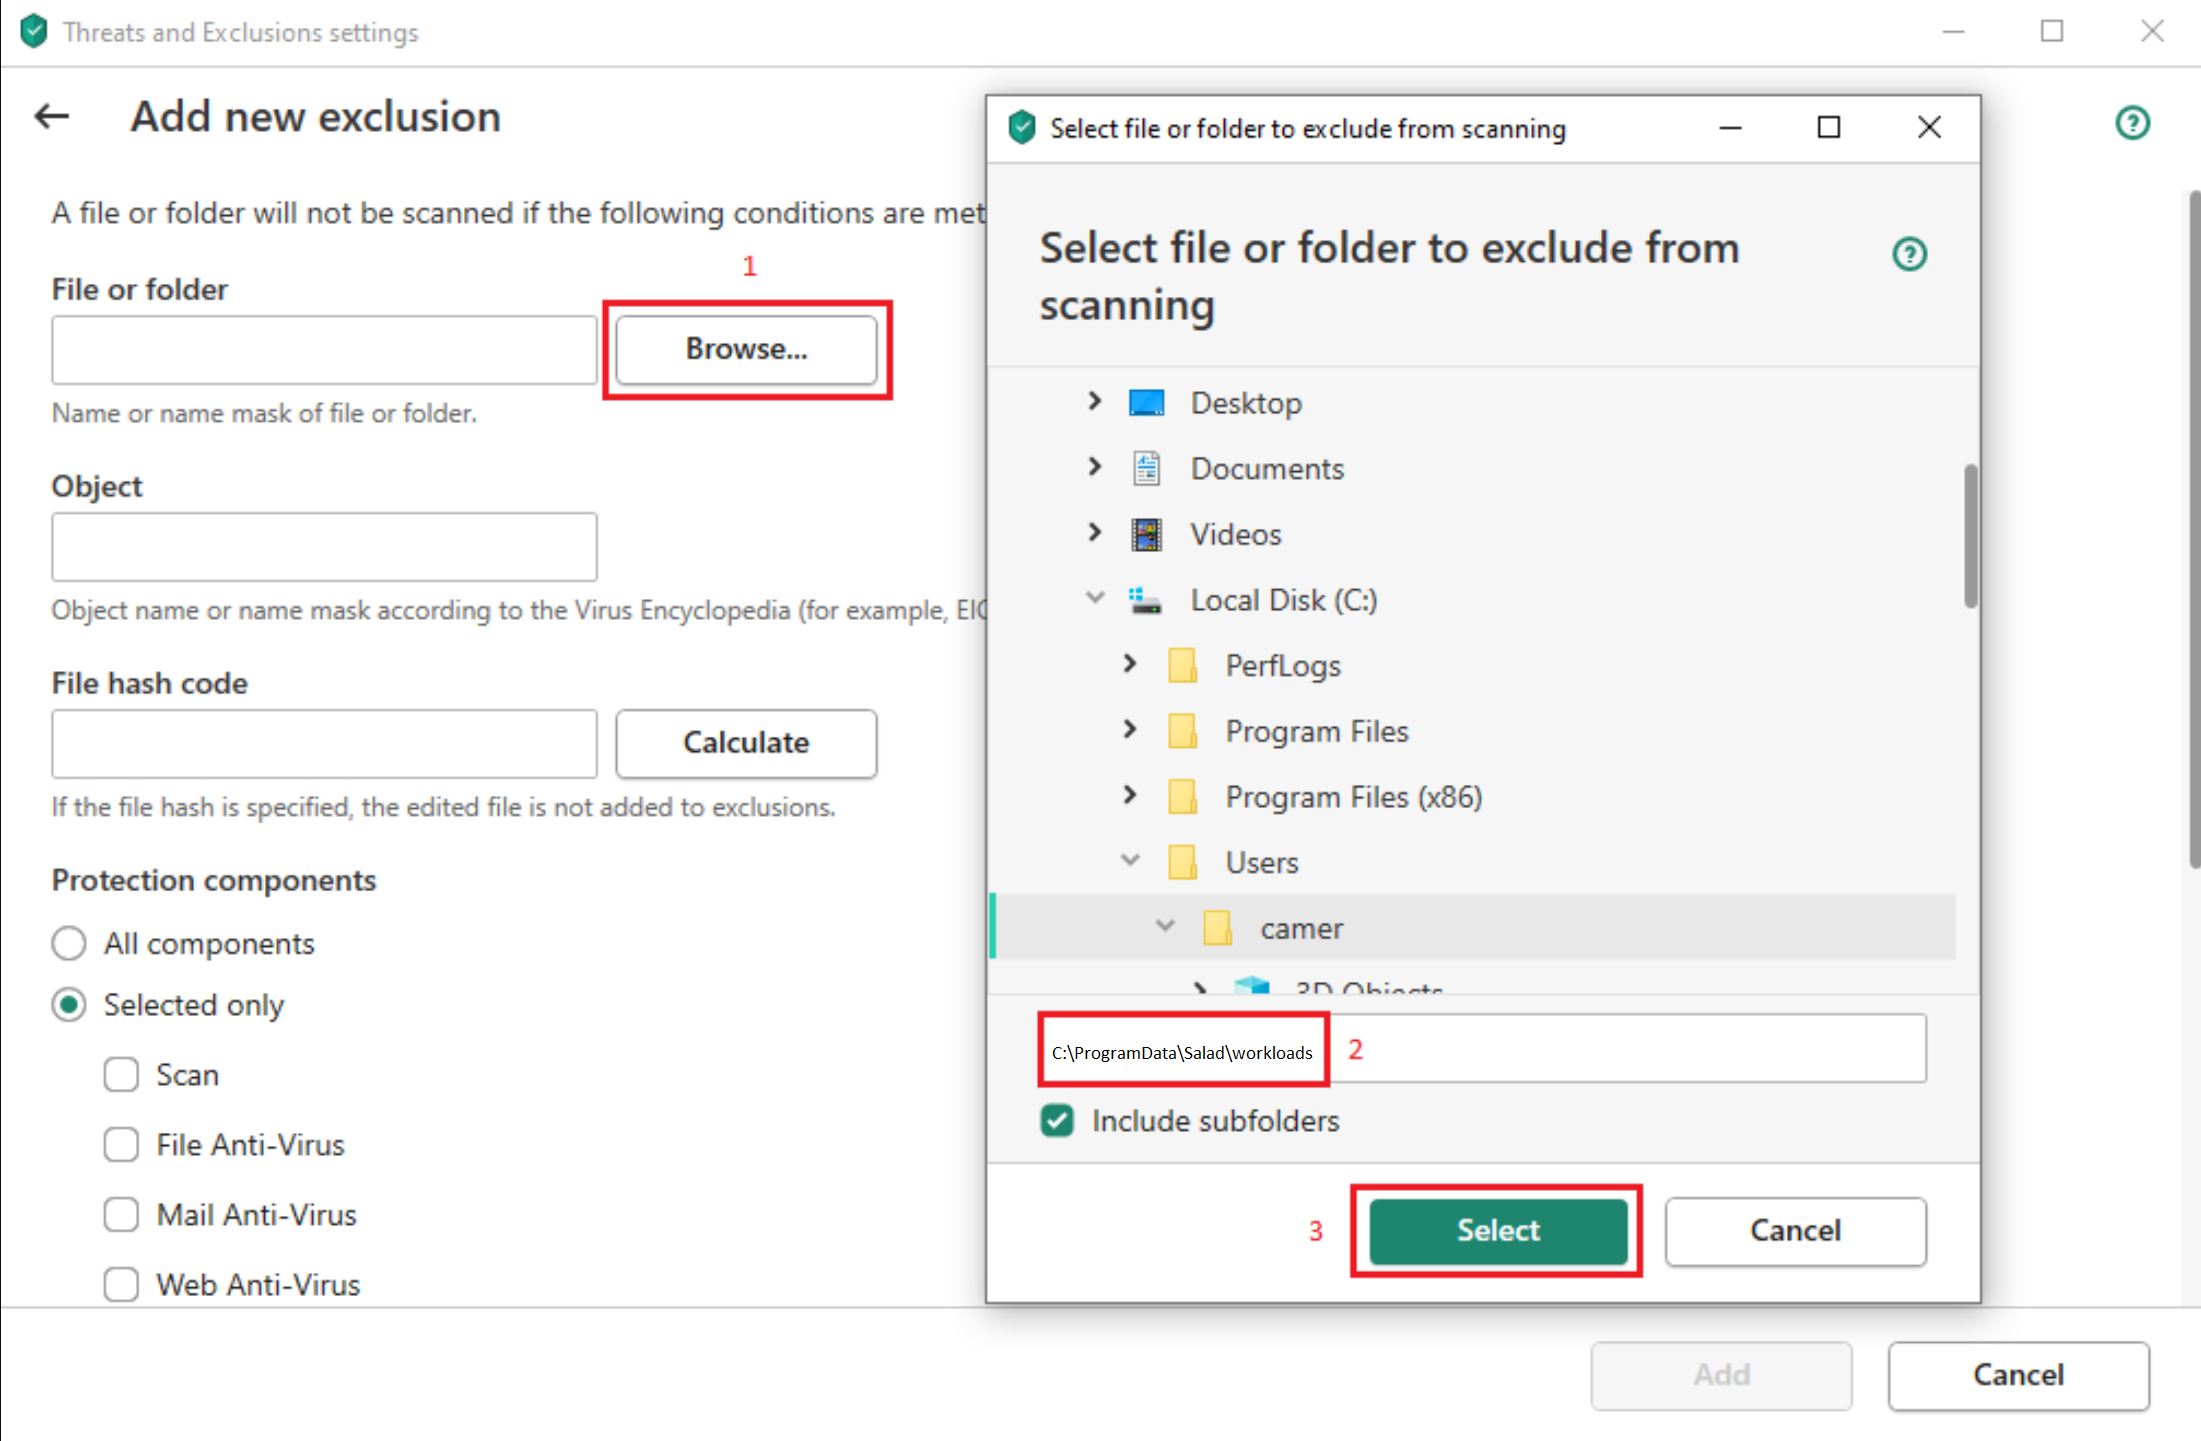 Threats and Exclusions settings
Add new exclusion
A file or folder will not be scanned if the following conditions are met
1
File or folder
Browse...
Name or name mask of file or folder.
Object
Object name or name mask according to the Virus Encyclopedia (for example, EIC
File hash code
Calculate
If the file hash is specified, the edited file is not added to exclusions.
Protection components
All components
Selected only
Scan
File Anti-Virus
Mail Anti-Virus
Web Anti-Virus
Select file or folder to exclude from scanning
Select file or folder to exclude from
scanning
Desktop
Documents
Videos
Local Disk (C:)
PerfLogs
Program Files
Program Files (x86)
Users
camer
3D Objects
C:\ProgramData\Salad\workloads 2
Include subfolders
3 Select Cancel
Add Cancel